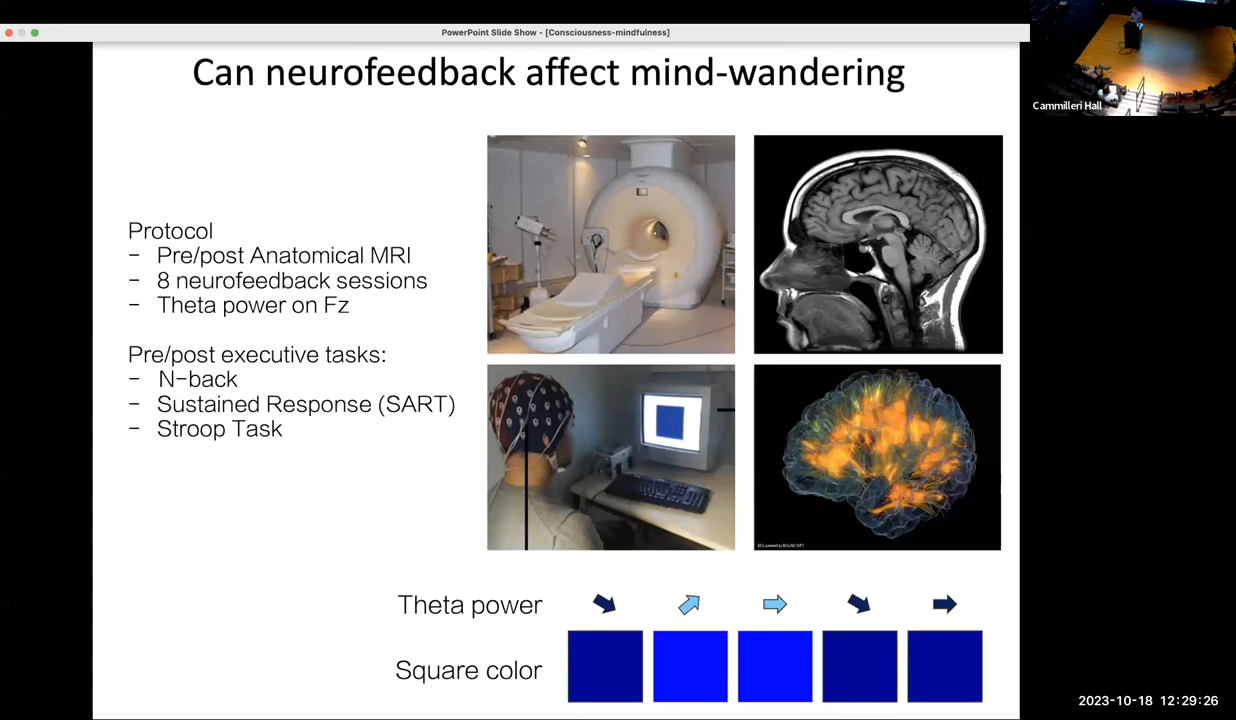 PowerPoint Slide Show - [Consciousness-mindfulness]
Can neurofeedback affect mind-wandering
Cammilleri Hall
Protocol
- Pre/post Anatomical MRI
- 8 neurofeedback sessions
- Theta power on Fz
Pre/post executive tasks:
- N-back
- Sustained Response (SART)
- Stroop Task
Theta power
Square color
2023-10-18 12:29:26